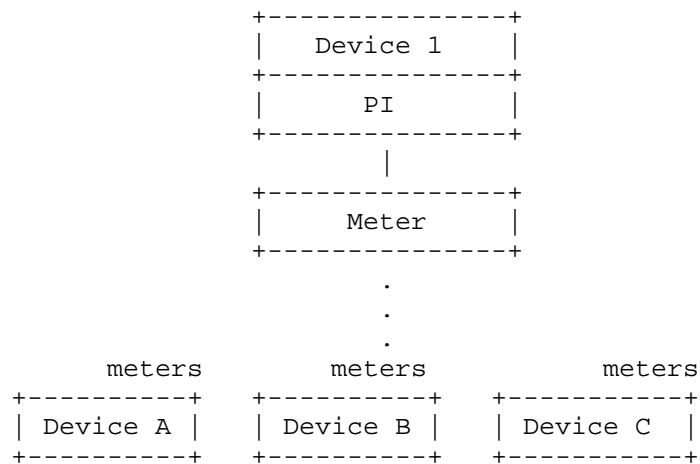 +---------------+
|    Device 1    |
+---------------+
|       PI       |
+---------------+
|
+---------------+
|     Meter     |
+---------------+
.
.
.
meters meters meters
+----------+ +----------+ +-----------+
| Device A | | Device B | | Device C  |
+----------+ +----------+ +-----------+